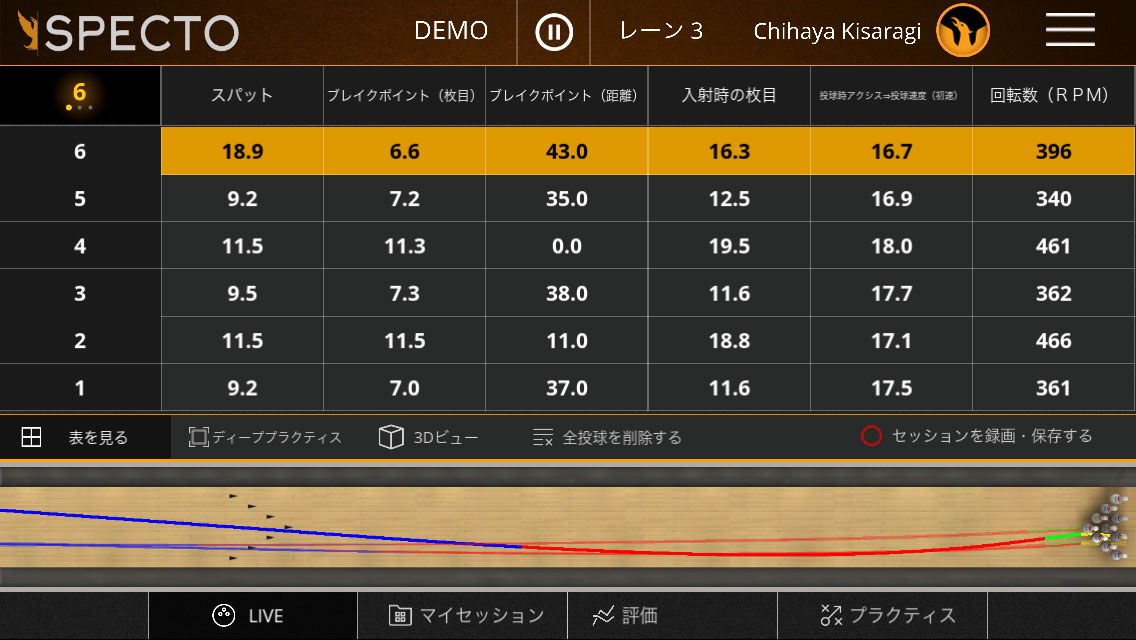 SPECTO DEMO レーン 3 Chihaya Kisaragi
6 スパット ブレイクポイント（枚目） ブレイクポイント（距離） 入射時の枚目 投球時アクシス⇒投球速度（初速） 回転数（ＲＰＭ）
6 18.9 6.6 43.0 16.3 16.7 396
5 9.2 7.2 35.0 12.5 16.9 340
4 11.5 11.3 0.0 19.5 18.0 461
3 9.5 7.3 38.0 11.6 17.7 362
2 11.5 11.5 11.0 18.8 17.1 466
1 9.2 7.0 37.0 11.6 17.5 361
表を見る ディーププラクティス 3Dビュー 全投球を削除する セッションを録画・保存する
LIVE マイセッション 評価 プラクティス